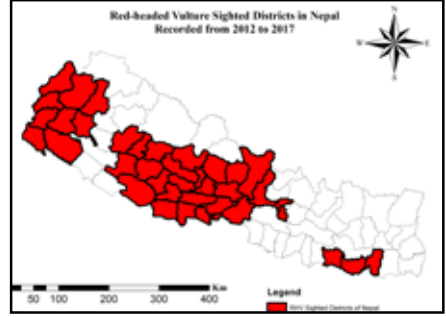 Red-headed Vulture Sighted Districts in Nepal
Recorded from 2012 to 2017
N
W E
S
Km
50 100 200 300 400
Legend
RHV Sighted Districts of Nepal